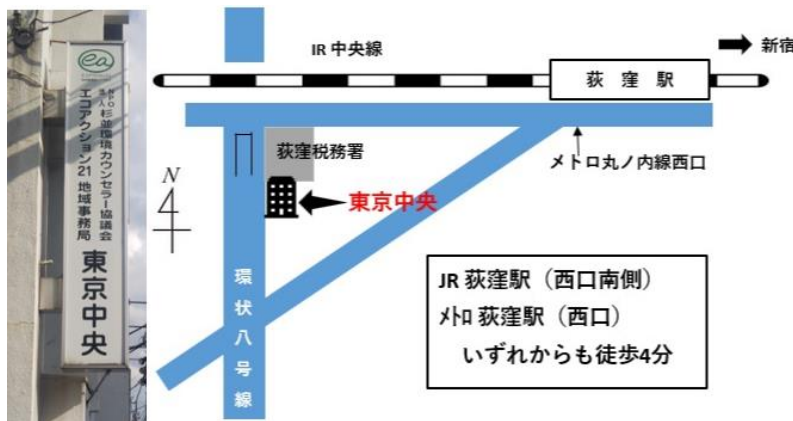 ea
NPO法人 杉並環境カウンセラー協議会
エコアクション21 地域事務局
東京中央
N
IR 中央線
新宿
荻 窪 駅
荻窪税務署
メトロ丸ノ内線西口
東京中央
環状八号線
JR 荻窪駅（西口南側）
ﾒﾄﾛ 荻窪駅（西口）
いずれからも徒歩4分